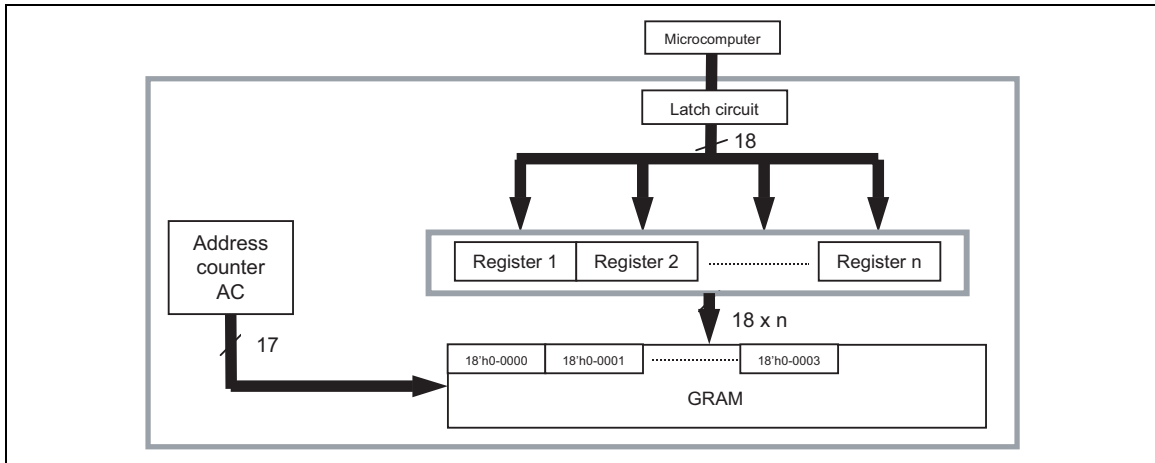 Microcomputer
Latch circuit
18
Address
counter
AC
Register 1
Register 2
Register n
18 x n
17
18'h0-0000
18'h0-0001
18'h0-0003
GRAM